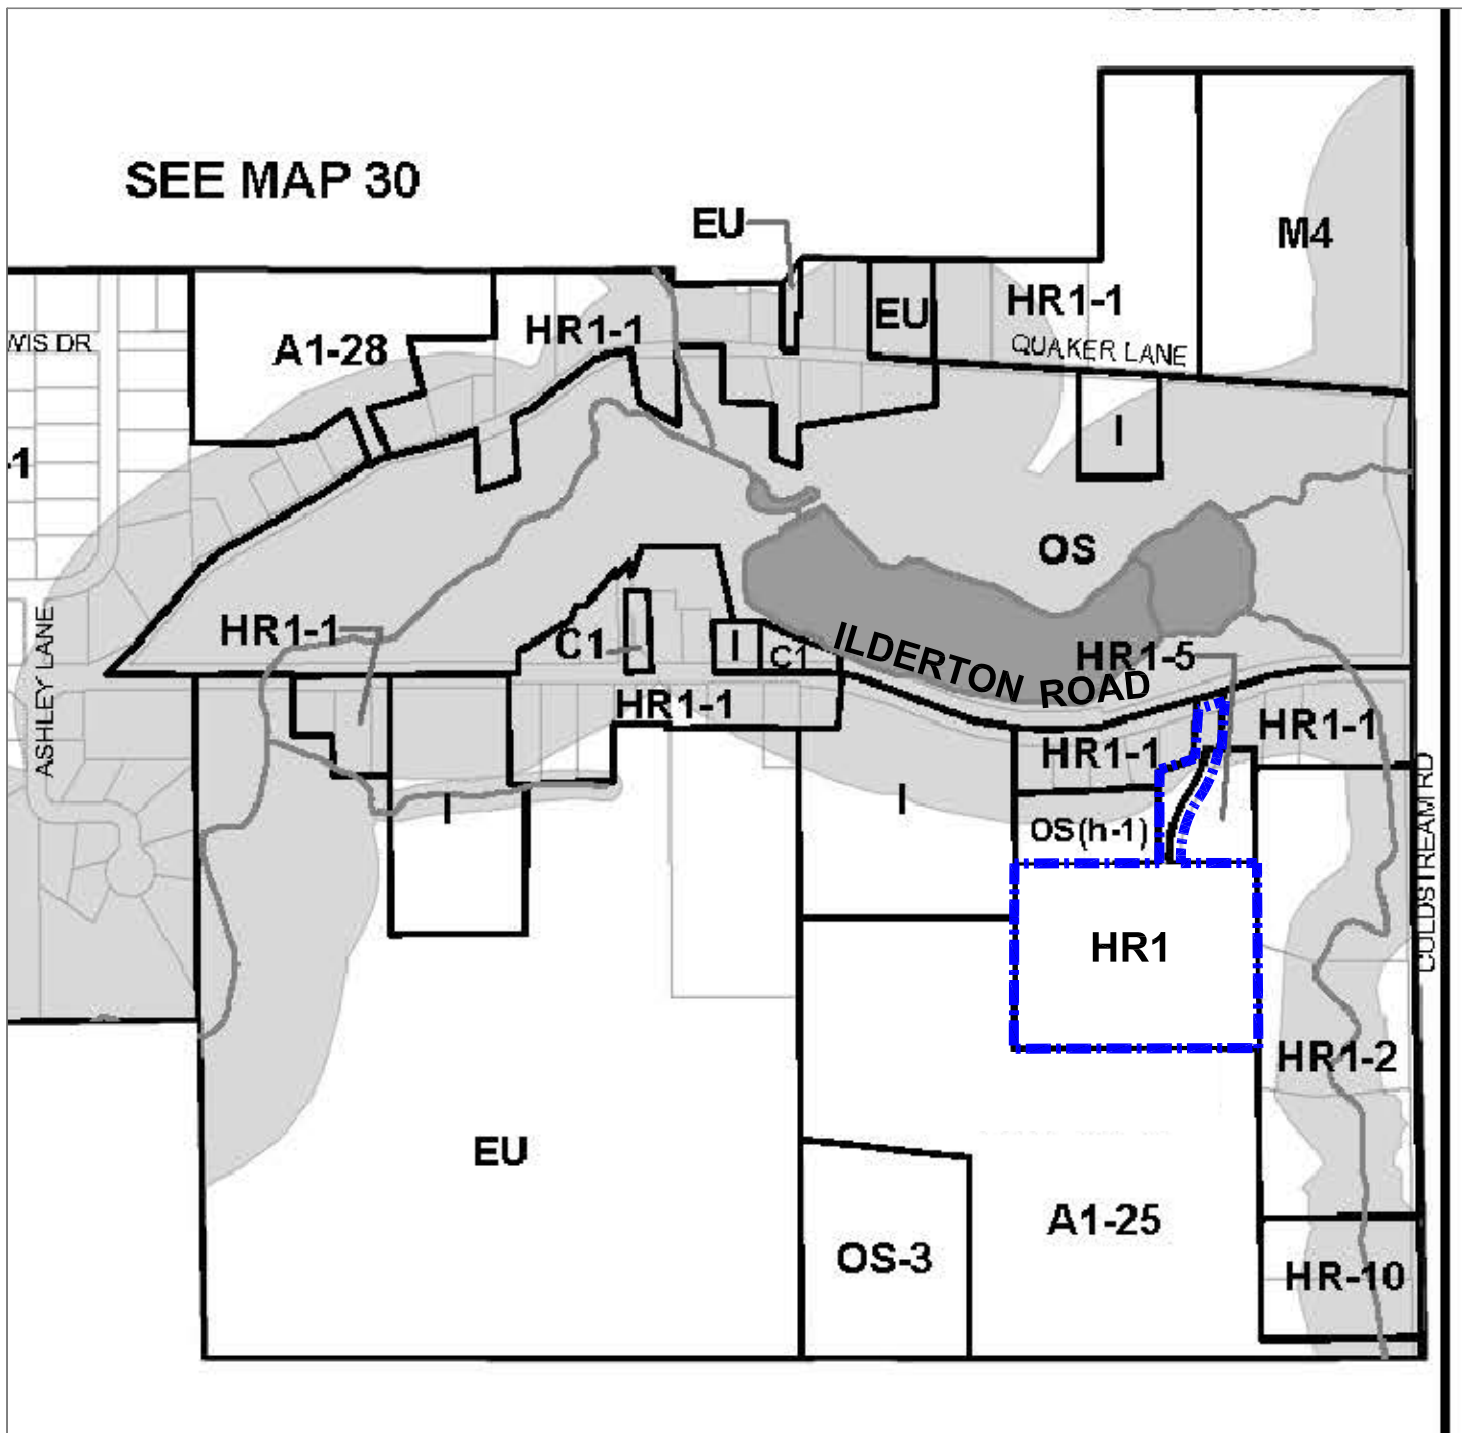 SEE MAP 30
EU
M4
HR1-1
EU
HR1-1
A1-28
QUAKER LANE
I
-1
OS
HR1-1
C1
I
C1
ILDERTON ROAD
HR1-5
ASHLEY LANE
HR1-1
HR1-1
HR1-1
I
I
OS(h-1)
COLDSTREAM RD
HR1
HR1-2
EU
A1-25
OS-3
HR-10